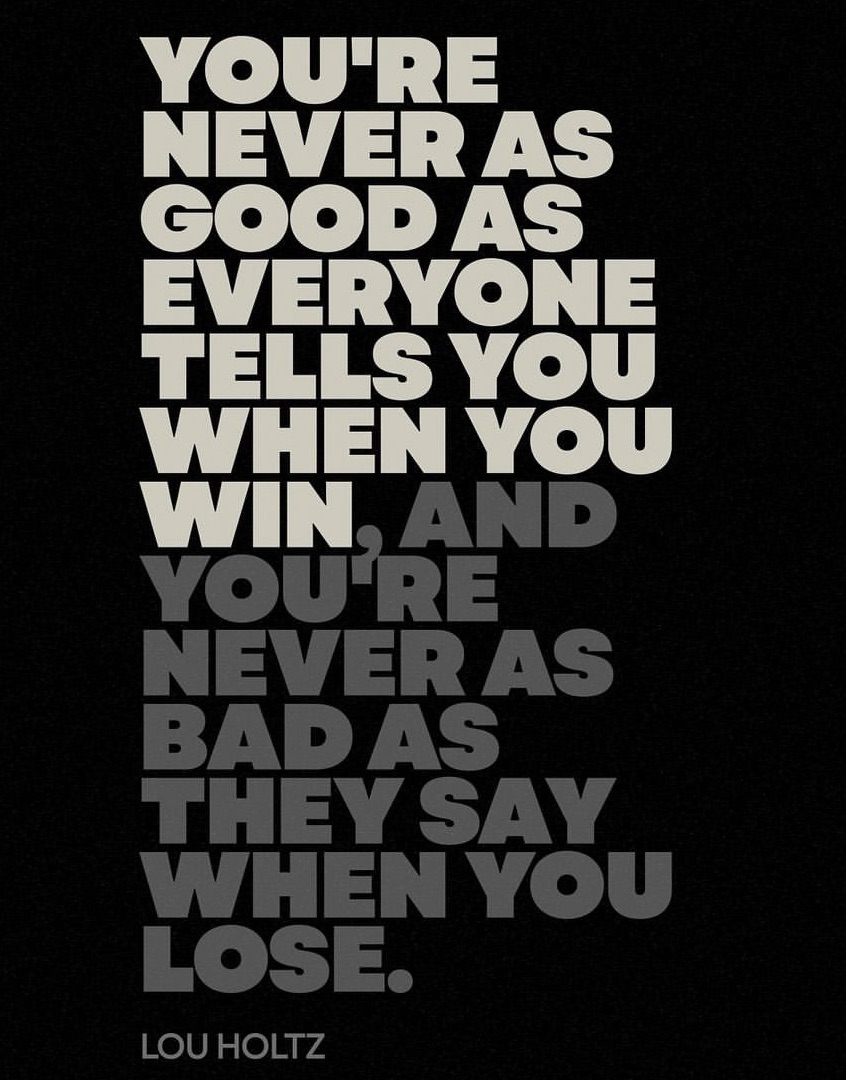 YOU'RE
NEVER AS
GOOD AS
EVERYONE
TELLS YOU
WHEN YOU
WIN, AND
YOU'RE
NEVER AS
BAD AS
THEY SAY
WHEN YOU
LOSE.
LOU HOLTZ